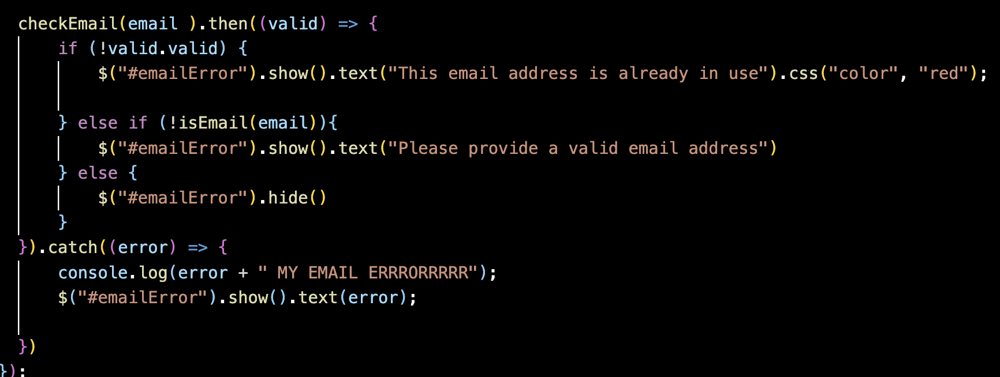 checkEmail(email ).then((valid) => {
    if (!valid.valid) {
        $("#emailError").show().text("This email address is already in use").css("color", "red");

    } else if (!isEmail(email)){
        $("#emailError").show().text("Please provide a valid email address")
    } else {
        $("#emailError").hide()
    }
}).catch((error) => {
    console.log(error + " MY EMAIL ERRRORRRRR");
    $("#emailError").show().text(error);

})
});